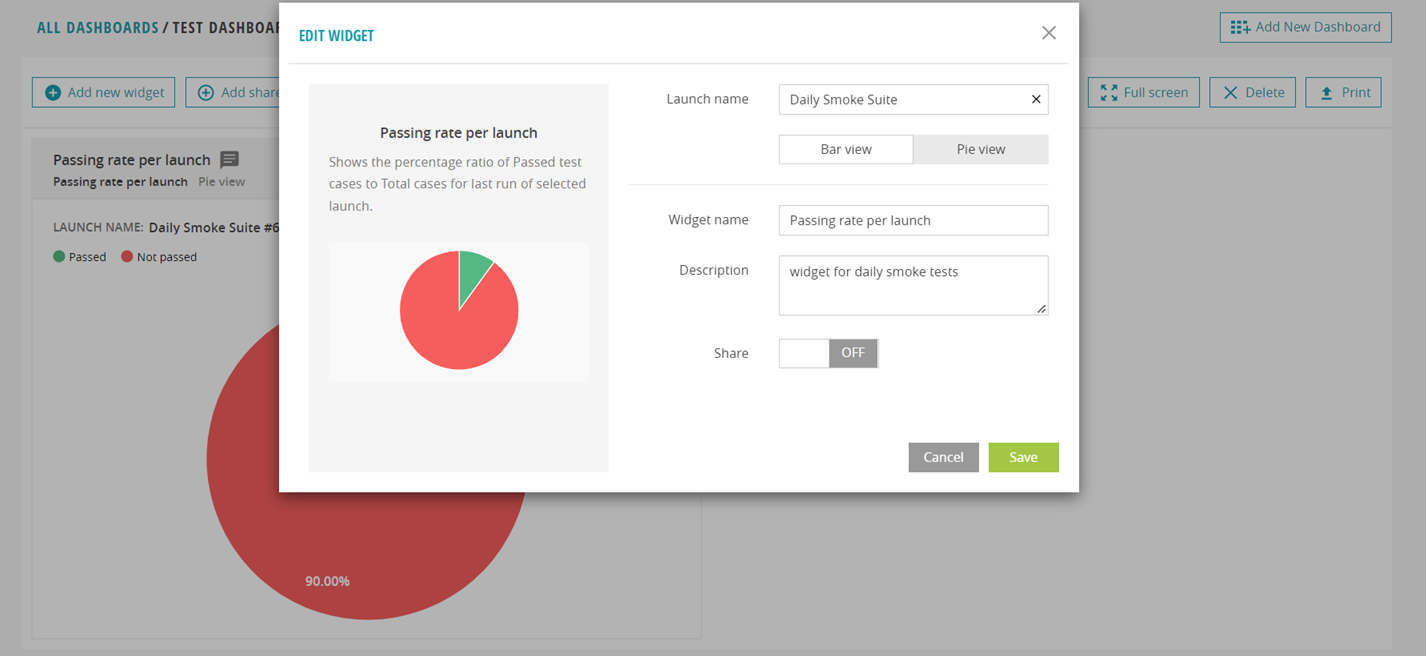 ALL DASHBOARDS / TEST DASHBOA
Add New Dashboard
Add new widget
Add share
Full screen
Delete
Print
Passing rate per launch
Passing rate per launch Pie view
LAUNCH NAME: Daily Smoke Suite #6
Passed
Not passed
90.00%
EDIT WIDGET
Passing rate per launch
Shows the percentage ratio of Passed test
cases to Total cases for last run of selected
launch.
Launch name
Daily Smoke Suite
Bar view
Pie view
Widget name
Passing rate per launch
Description
widget for daily smoke tests
Share
OFF
Cancel
Save